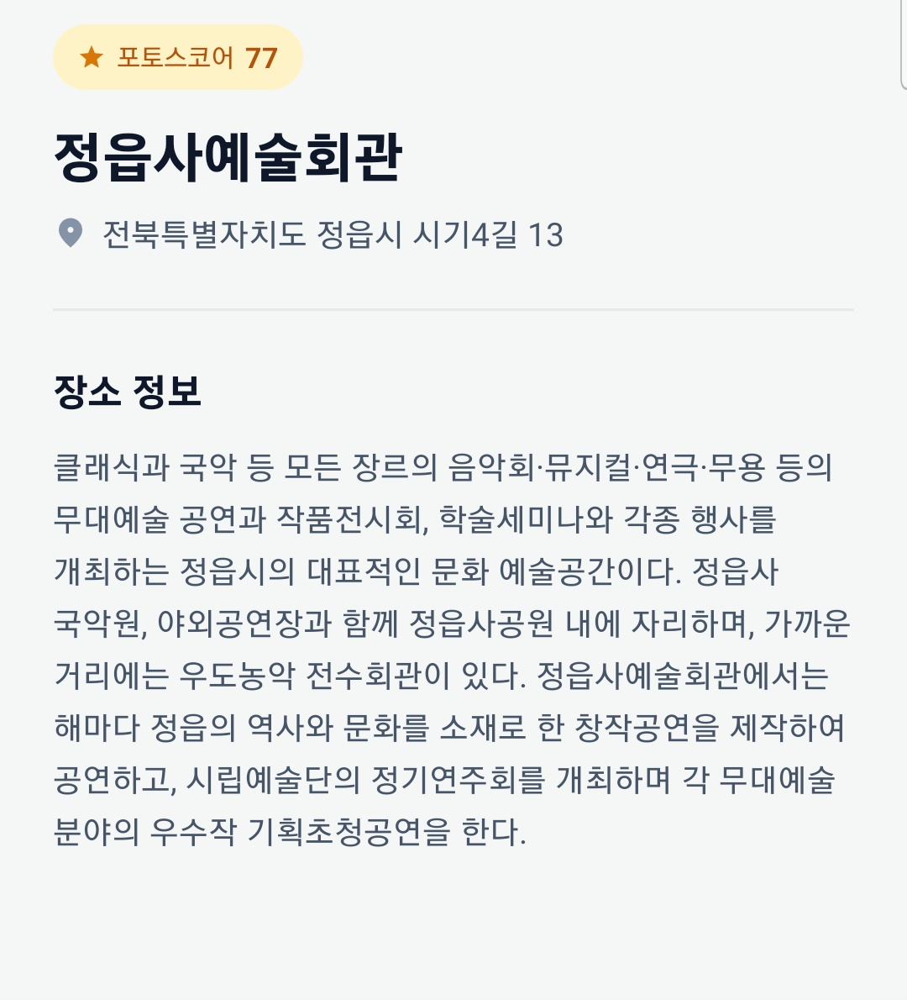 포토스코어 77
정읍사예술회관
전북특별자치도 정읍시 시기4길 13
장소 정보
클래식과 국악 등 모든 장르의 음악회·뮤지컬·연극·무용 등의
무대예술 공연과 작품전시회, 학술세미나와 각종 행사를
개최하는 정읍시의 대표적인 문화 예술공간이다. 정읍사
국악원, 야외공연장과 함께 정읍사공원 내에 자리하며, 가까운
거리에는 우도농악 전수회관이 있다. 정읍사예술회관에서는
해마다 정읍의 역사와 문화를 소재로 한 창작공연을 제작하여
공연하고, 시립예술단의 정기연주회를 개최하며 각 무대예술
분야의 우수작 기획초청공연을 한다.